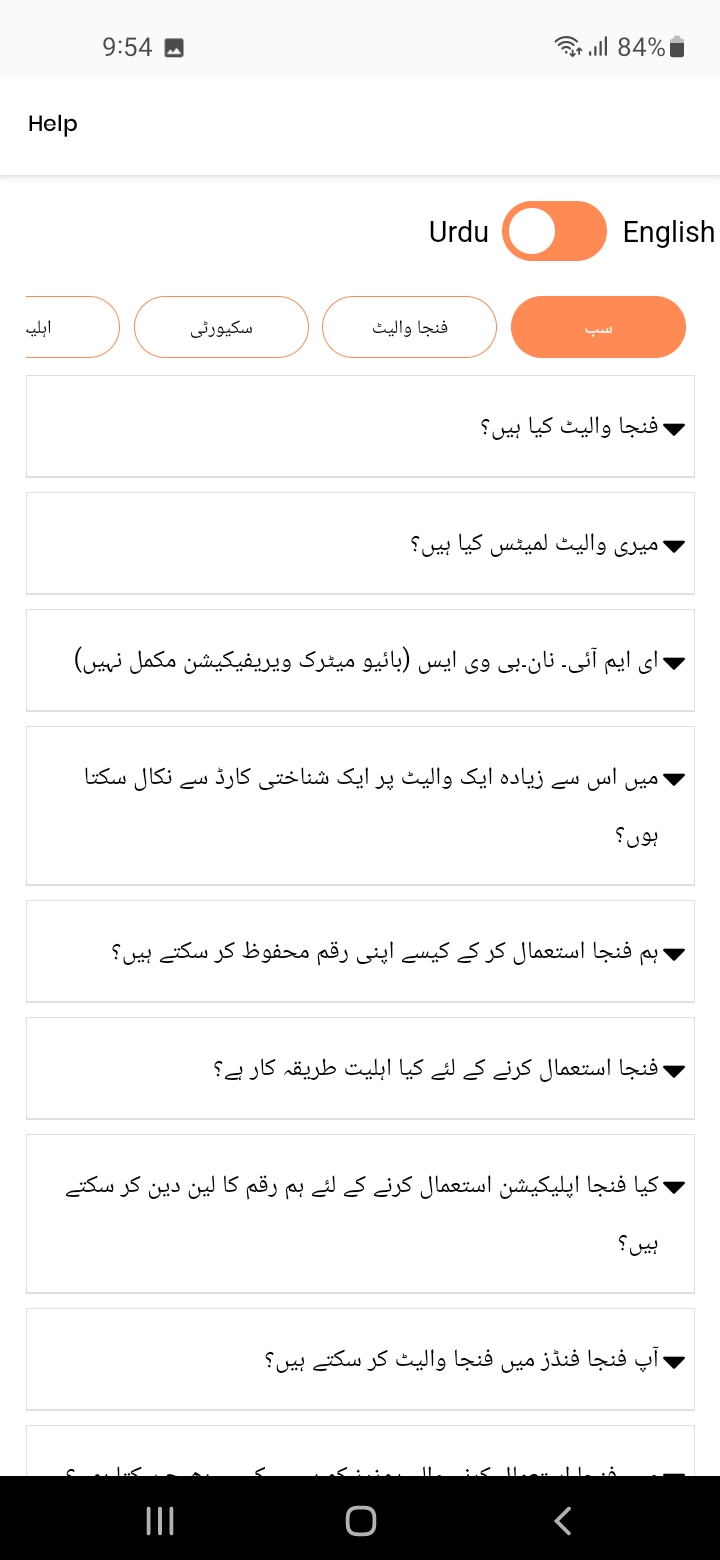 9:54
84%
Help
Urdu
English
سب
فنجا والیٹ
سکیورٹی
فنجا والیٹ کیا ہیں؟
میری والیٹ لمیٹس کیا ہیں؟
ای ایم آئی۔ نان۔بی وی ایس (بائیو میٹرک ویریفیکیشن مکمل نہیں)
میں اس سے زیادہ ایک والیٹ پر ایک شناختی کارڈ سے نکال سکتا
ہوں؟
ہم فنجا استعمال کر کے کیسے اپنی رقم محفوظ کر سکتے ہیں؟
فنجا استعمال کرنے کے لئے کیا اہلیت طریقہ کار ہے؟
کیا فنجا اپلیکیشن استعمال کرنے کے لئے ہم رقم کا لین دین کر سکتے
ہیں؟
آپ فنجا فنڈز میں فنجا والیٹ کر سکتے ہیں؟